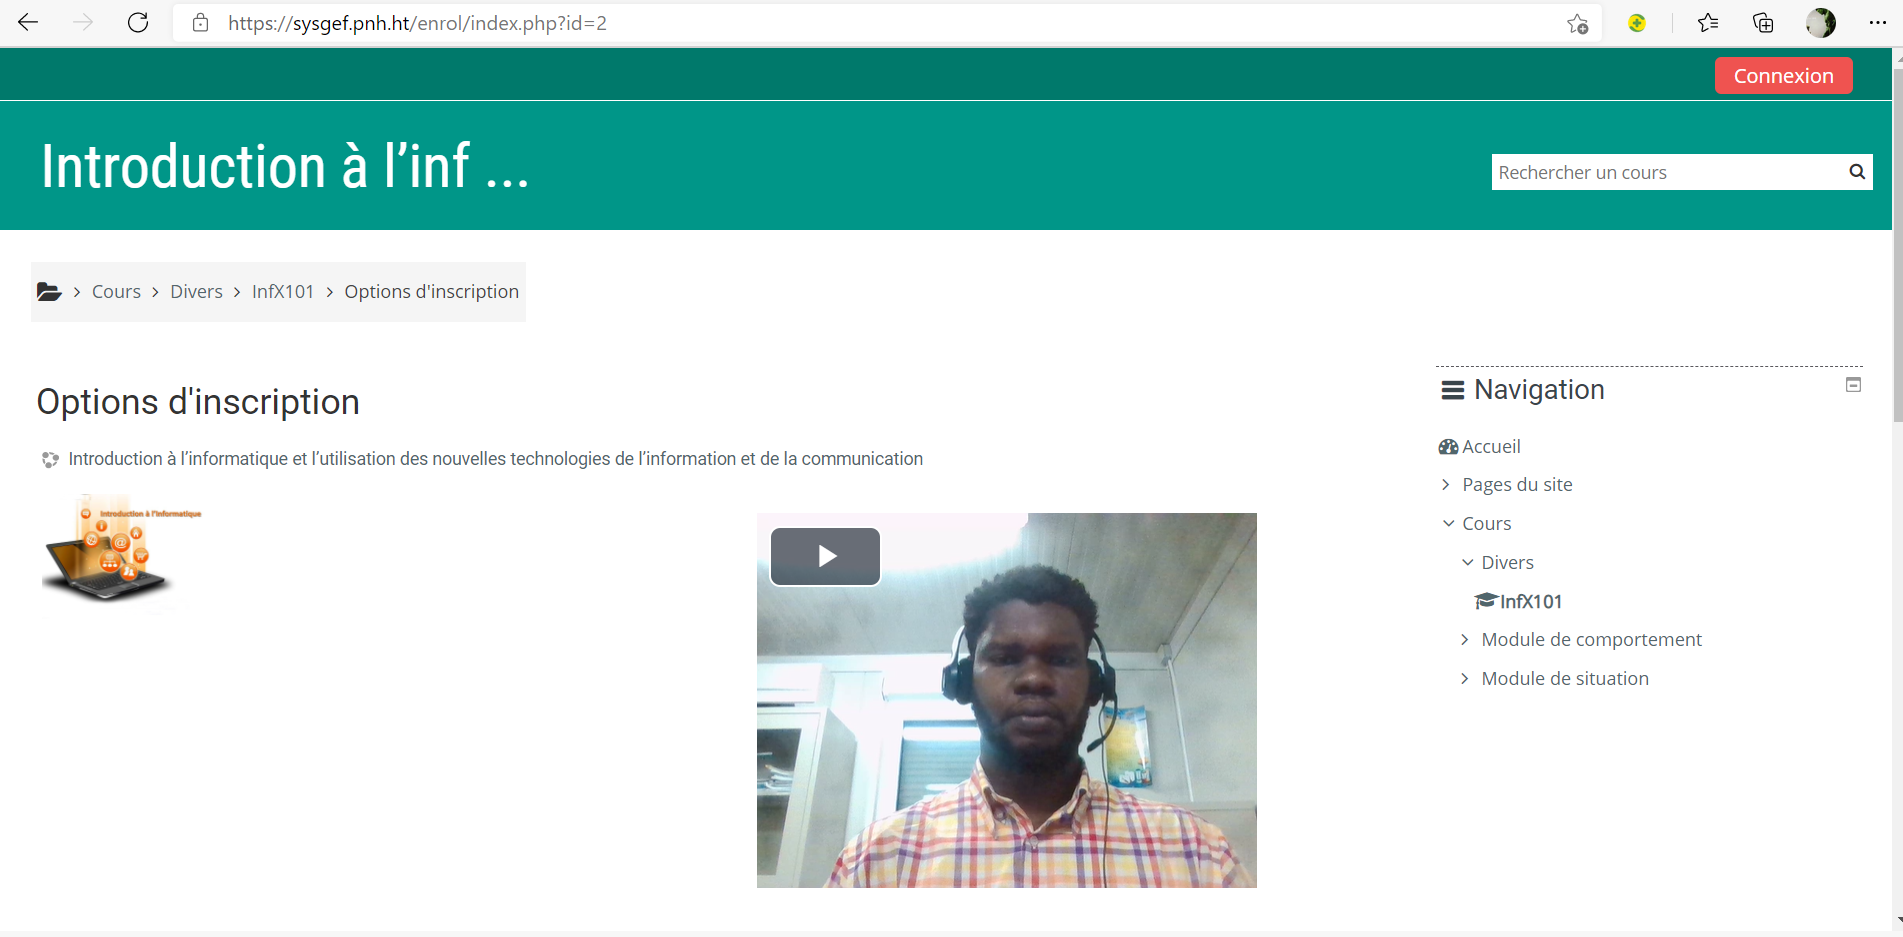 https://sysgef.pnh.ht/enrol/index.php?id=2
Connexion
Introduction à l’inf ...
Rechercher un cours
Cours > Divers > InfX101 > Options d'inscription
Options d'inscription
Introduction à l’informatique et l’utilisation des nouvelles technologies de l’information et de la communication
Introduction à l'informatique
Navigation
Accueil
Pages du site
Cours
Divers
InfX101
Module de comportement
Module de situation